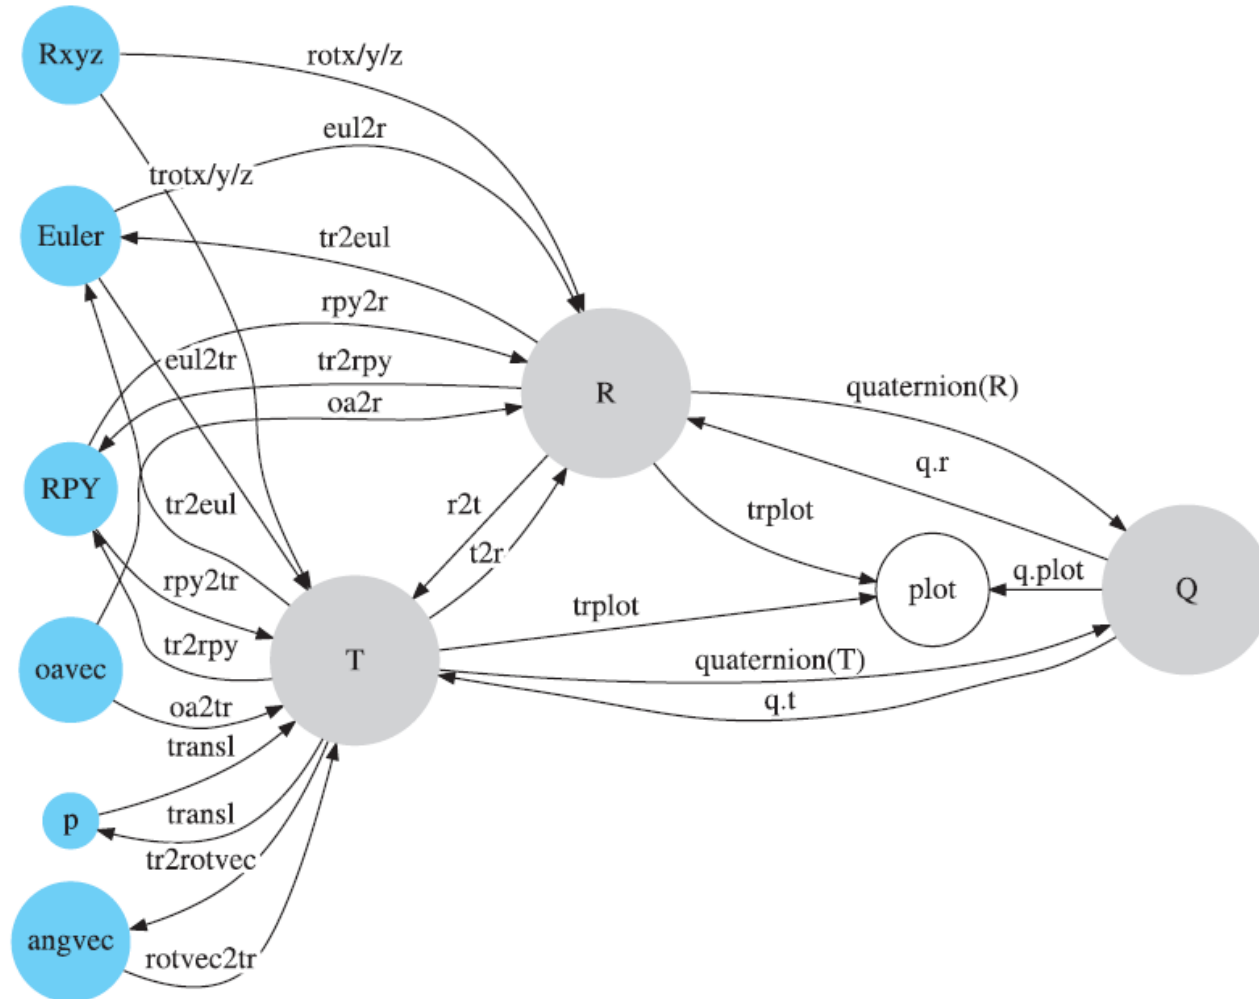 Rxyz
rotx/y/z
eul2r
trotx/y/z
Euler
tr2eul
rpy2r
eul2tr
tr2rpy
oa2r
R
quaternion(R)
q.r
RPY
tr2eul
r2t
trplot
t2r
rpy2tr
q.plot
plot
Q
trplot
tr2rpy
oavec
T
quaternion(T)
q.t
oa2tr
transl
p
transl
tr2rotvec
angvec
rotvec2tr